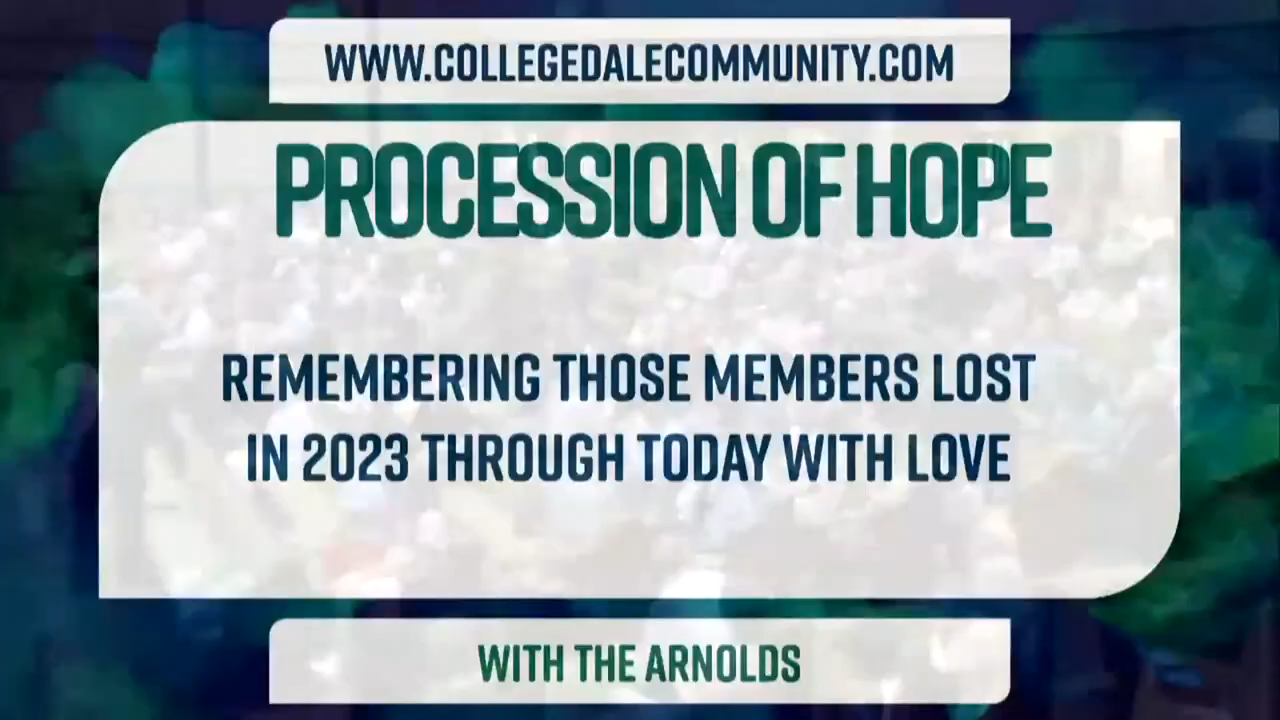 WWW.COLLEGEDALECOMMUNITY.COM
PROCESSION OF HOPE
REMEMBERING THOSE MEMBERS LOST
IN 2023 THROUGH TODAY WITH LOVE
WITH THE ARNOLDS